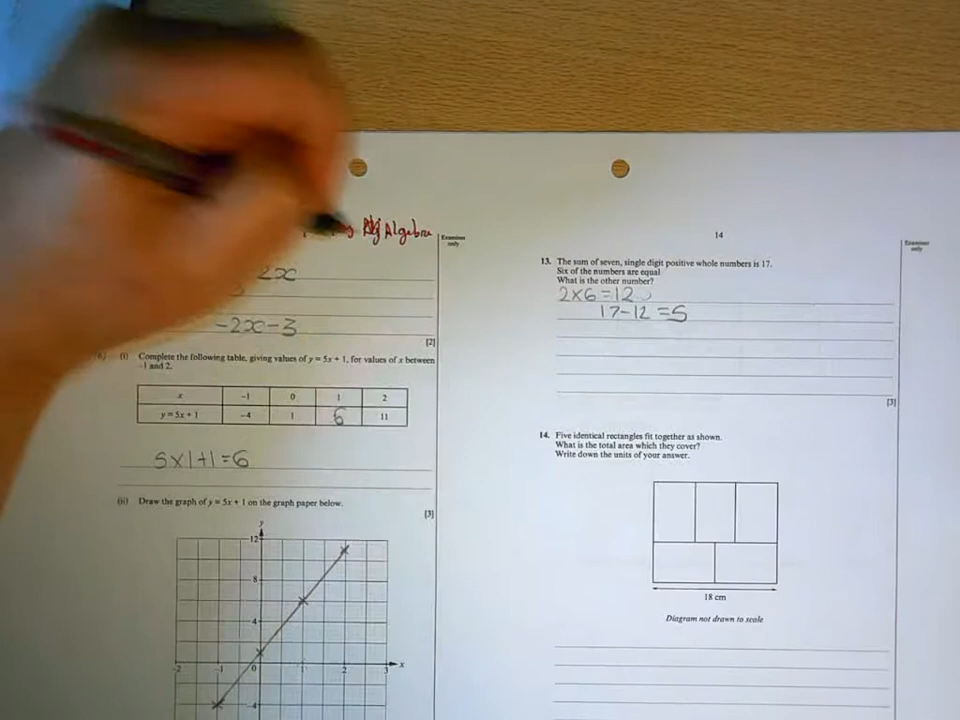 Algebra
Examiner only
2x
-2x-3
[2]
(i) Complete the following table, giving values of y = 5x + 1, for values of x between
-1 and 2.
x -1 0 1 2
y = 5x + 1 -4 1 6 11
5x1+1=6
(ii) Draw the graph of y = 5x + 1 on the graph paper below.
[3]
y
12
8
4
-2 -1 0 1 2 3 x
-4
14
Examiner only
13. The sum of seven, single digit positive whole numbers is 17.
Six of the numbers are equal
What is the other number?
2x6=12
17-12=5
[3]
14. Five identical rectangles fit together as shown.
What is the total area which they cover?
Write down the units of your answer.
18 cm
Diagram not drawn to scale